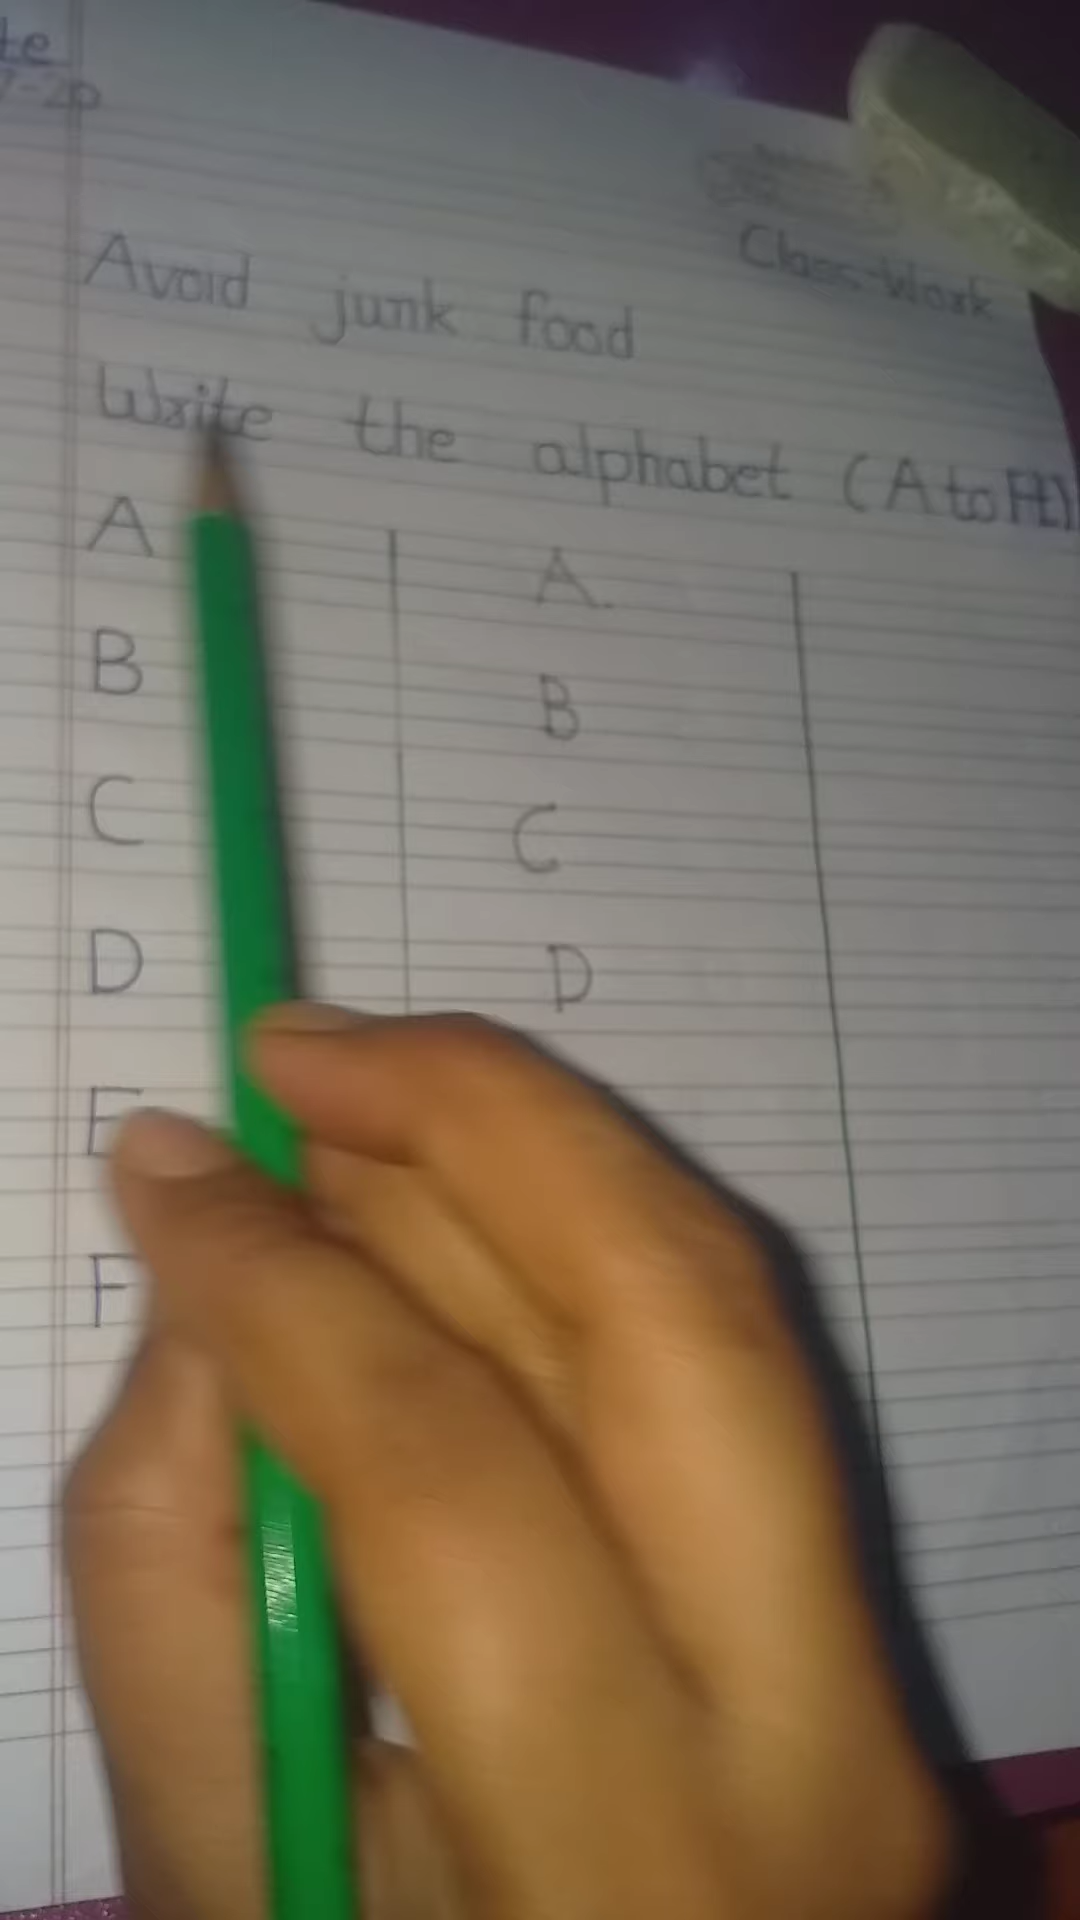 Class-Work
Avoid junk food
Write the alphabet (A to
A A.
B B
C C
D D
E
F